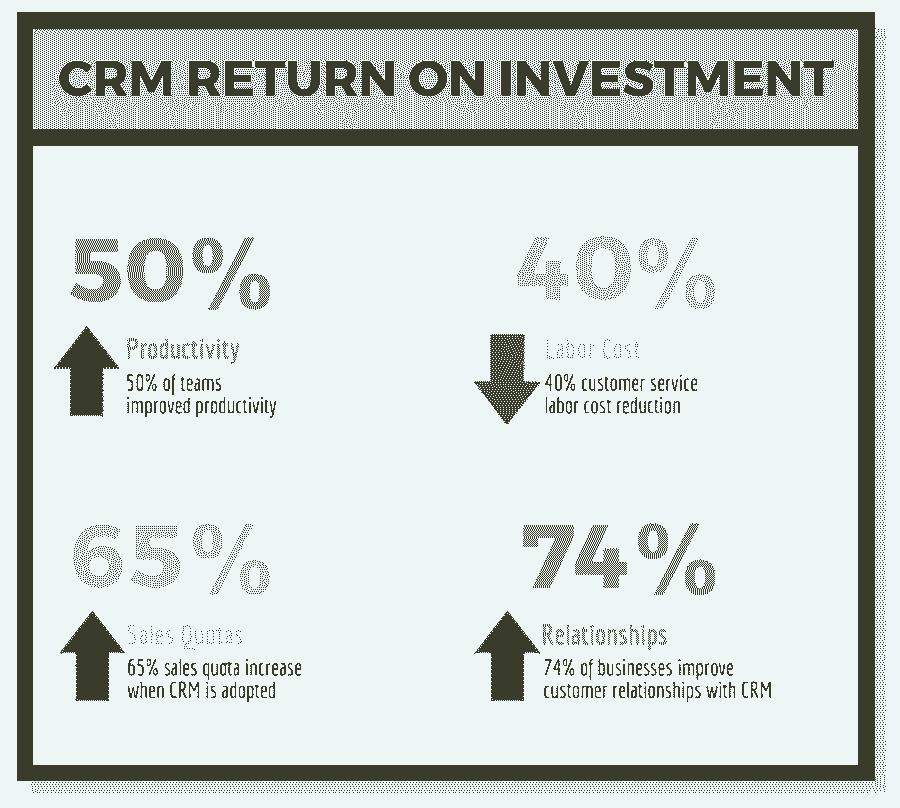 CRM RETURN ON INVESTMENT
50%
Productivity
50% of teams
improved productivity
40%
Labor Cost
40% customer service
labor cost reduction
65%
Sales Quotas
65% sales quota increase
when CRM is adopted
74%
Relationships
74% of businesses improve
customer relationships with CRM